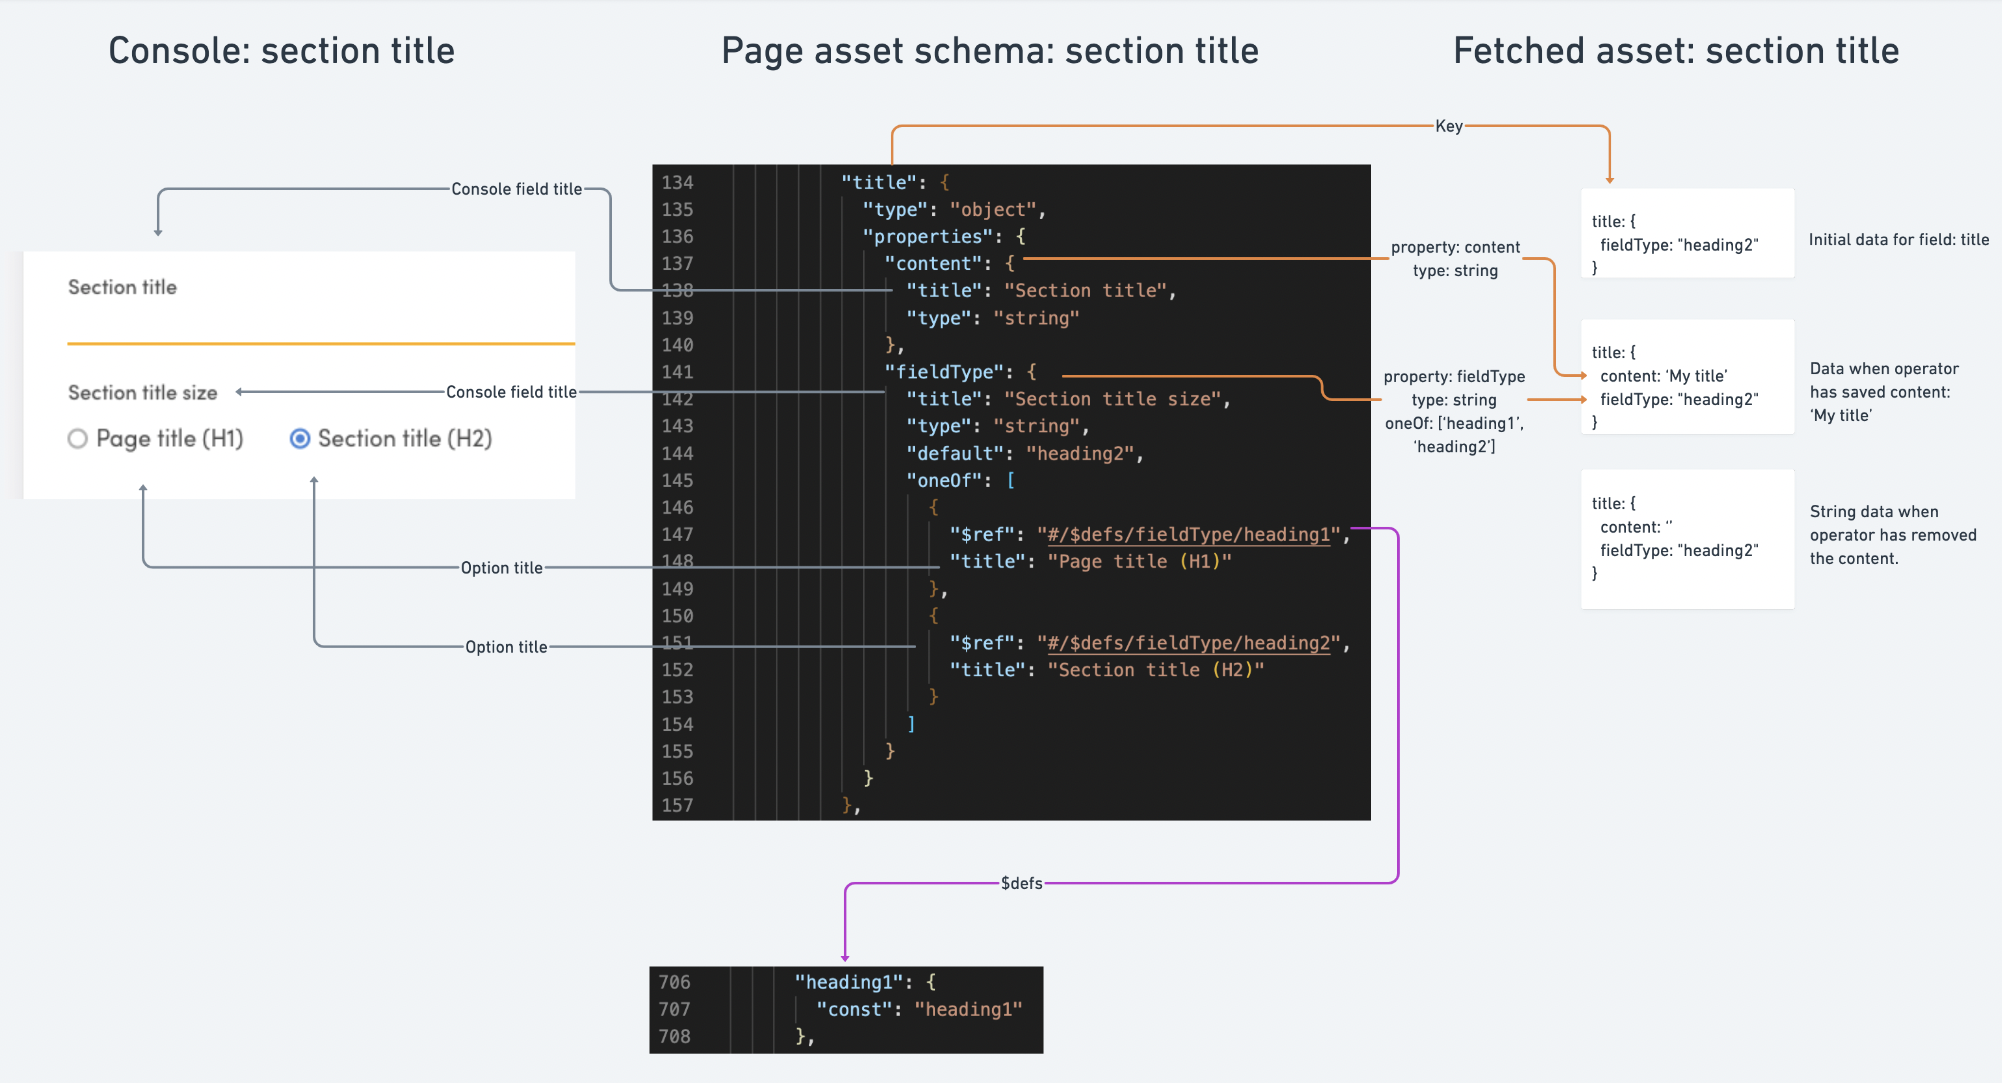 Console: section title
Page asset schema: section title
Fetched asset: section title
Console field title
Section title
Section title size
Console field title
Page title (H1)
Section title (H2)
Option title
Option title
134 "title": {
135 "type": "object",
136 "properties": {
137 "content": {
138 "title": "Section title",
139 "type": "string"
140 },
141 "fieldType": {
142 "title": "Section title size",
143 "type": "string",
144 "default": "heading2",
145 "oneOf": [
146 {
147 "$ref": "#/$defs/fieldType/heading1",
148 "title": "Page title (H1)"
149 },
150 {
151 "$ref": "#/$defs/fieldType/heading2",
152 "title": "Section title (H2)"
153 }
154 ]
155 }
156 }
157 },
Key
property: content
type: string
property: fieldType
type: string
oneOf: [‘heading1’,
‘heading2’]
title: {
fieldType: "heading2"
}
Initial data for field: title
title: {
content: ‘My title’
fieldType: "heading2"
}
Data when operator
has saved content:
‘My title’
title: {
content: ‘’
fieldType: "heading2"
}
String data when
operator has removed
the content.
$defs
706 "heading1": {
707 "const": "heading1"
708 },